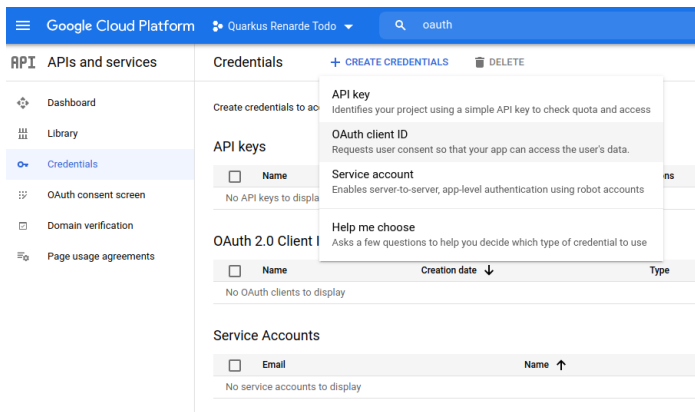 Google Cloud Platform
Quarkus Renarde Todo
oauth
API APIs and services
Credentials
+ CREATE CREDENTIALS
DELETE
Dashboard
Library
Credentials
OAuth consent screen
Domain verification
Page usage agreements
Create credentials to
API key
Identifies your project using a simple API key to check quota and access
OAuth client ID
Requests user consent so that your app can access the user's data.
Service account
Enables server-to-server, app-level authentication using robot accounts
Help me choose
Asks a few questions to help you decide which type of credential to use
API keys
Name
No API keys to displa
OAuth 2.0 Client I
Name
Creation date
Type
No OAuth clients to display
Service Accounts
Email
Name
No service accounts to display